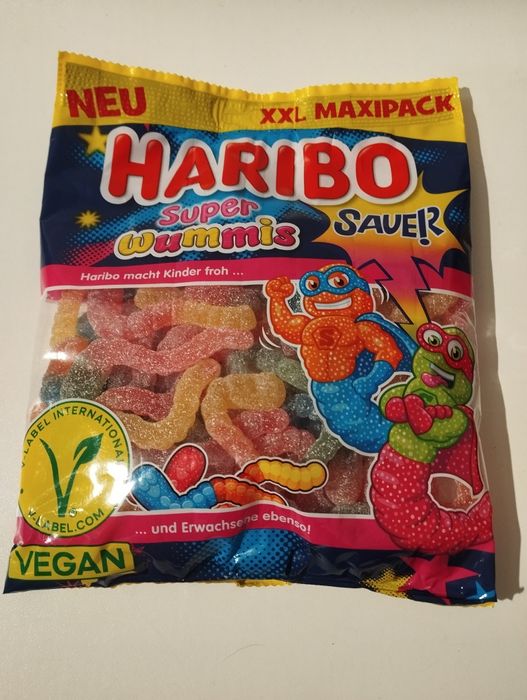 NEU
XXL MAXIPACK
HARIBO
Super
Wummis
SAUER
Haribo macht Kinder froh ...
V-LABEL INTERNATIONAL
V-LABEL.COM
VEGAN
... und Erwachsene ebenso!